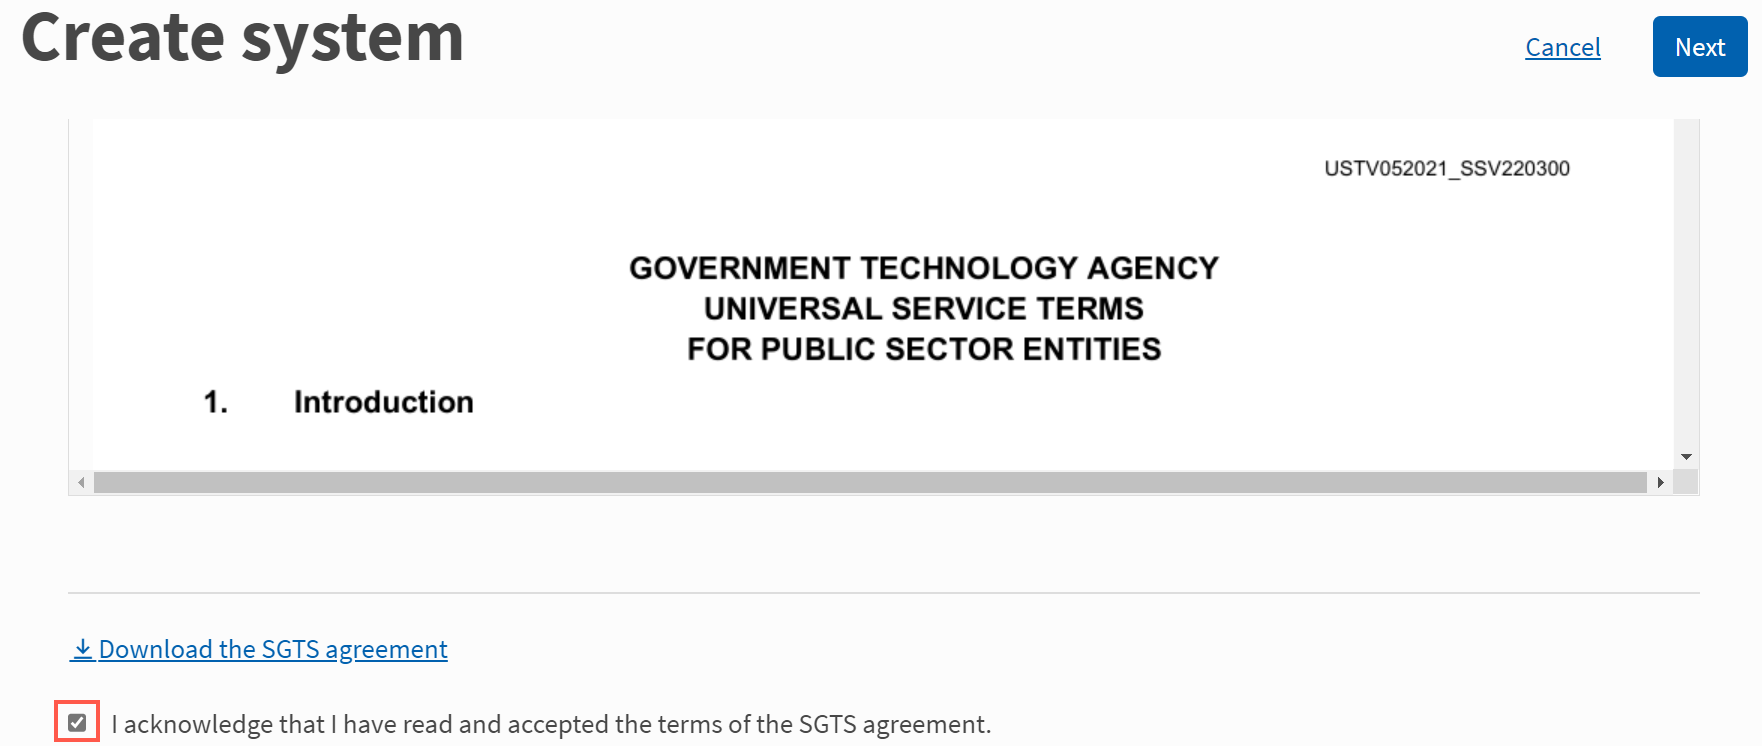 Create system
Cancel
Next
USTV052021_SSV220300
GOVERNMENT TECHNOLOGY AGENCY
UNIVERSAL SERVICE TERMS
FOR PUBLIC SECTOR ENTITIES
1. Introduction
Download the SGTS agreement
I acknowledge that I have read and accepted the terms of the SGTS agreement.